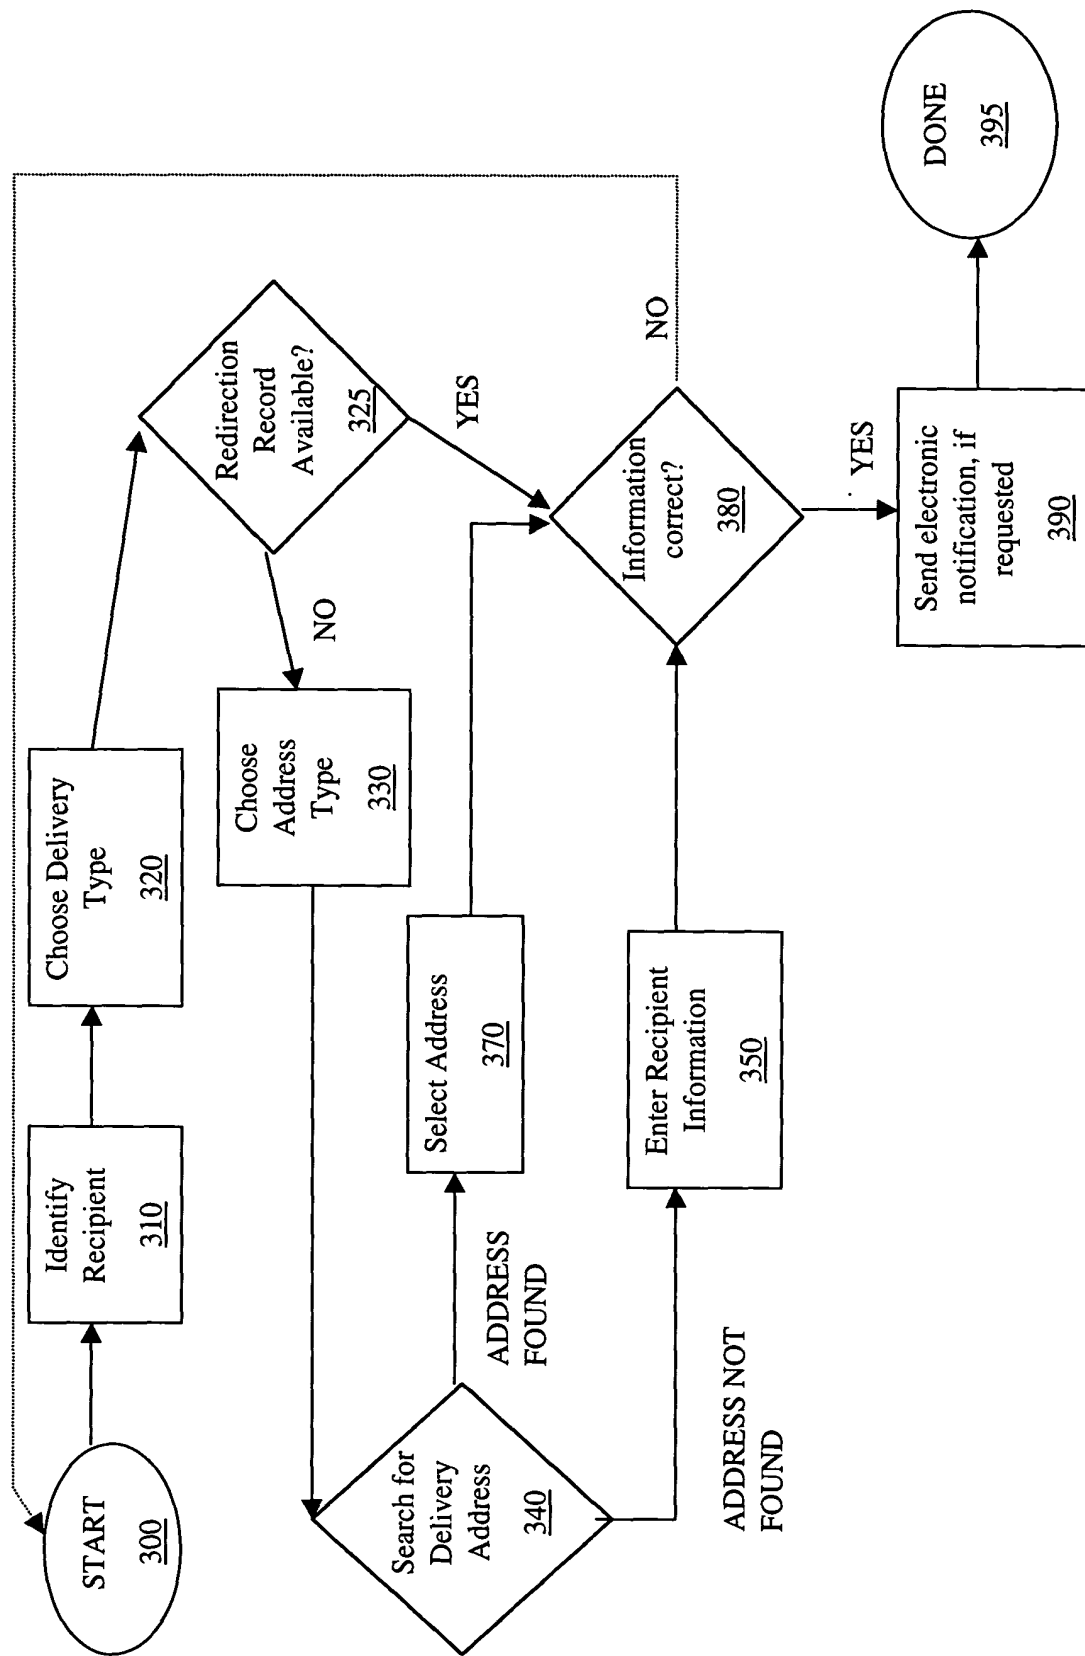 START
300
Identify
Recipient
310
Choose Delivery
Type
320
Redirection
Record
Available?
325
YES
NO
Choose
Address
Type
330
Search for
Delivery
Address
340
ADDRESS
FOUND
Select Address
370
ADDRESS NOT
FOUND
Enter Recipient
Information
350
Information
correct?
380
NO
YES
Send electronic
notification, if
requested
390
DONE
395